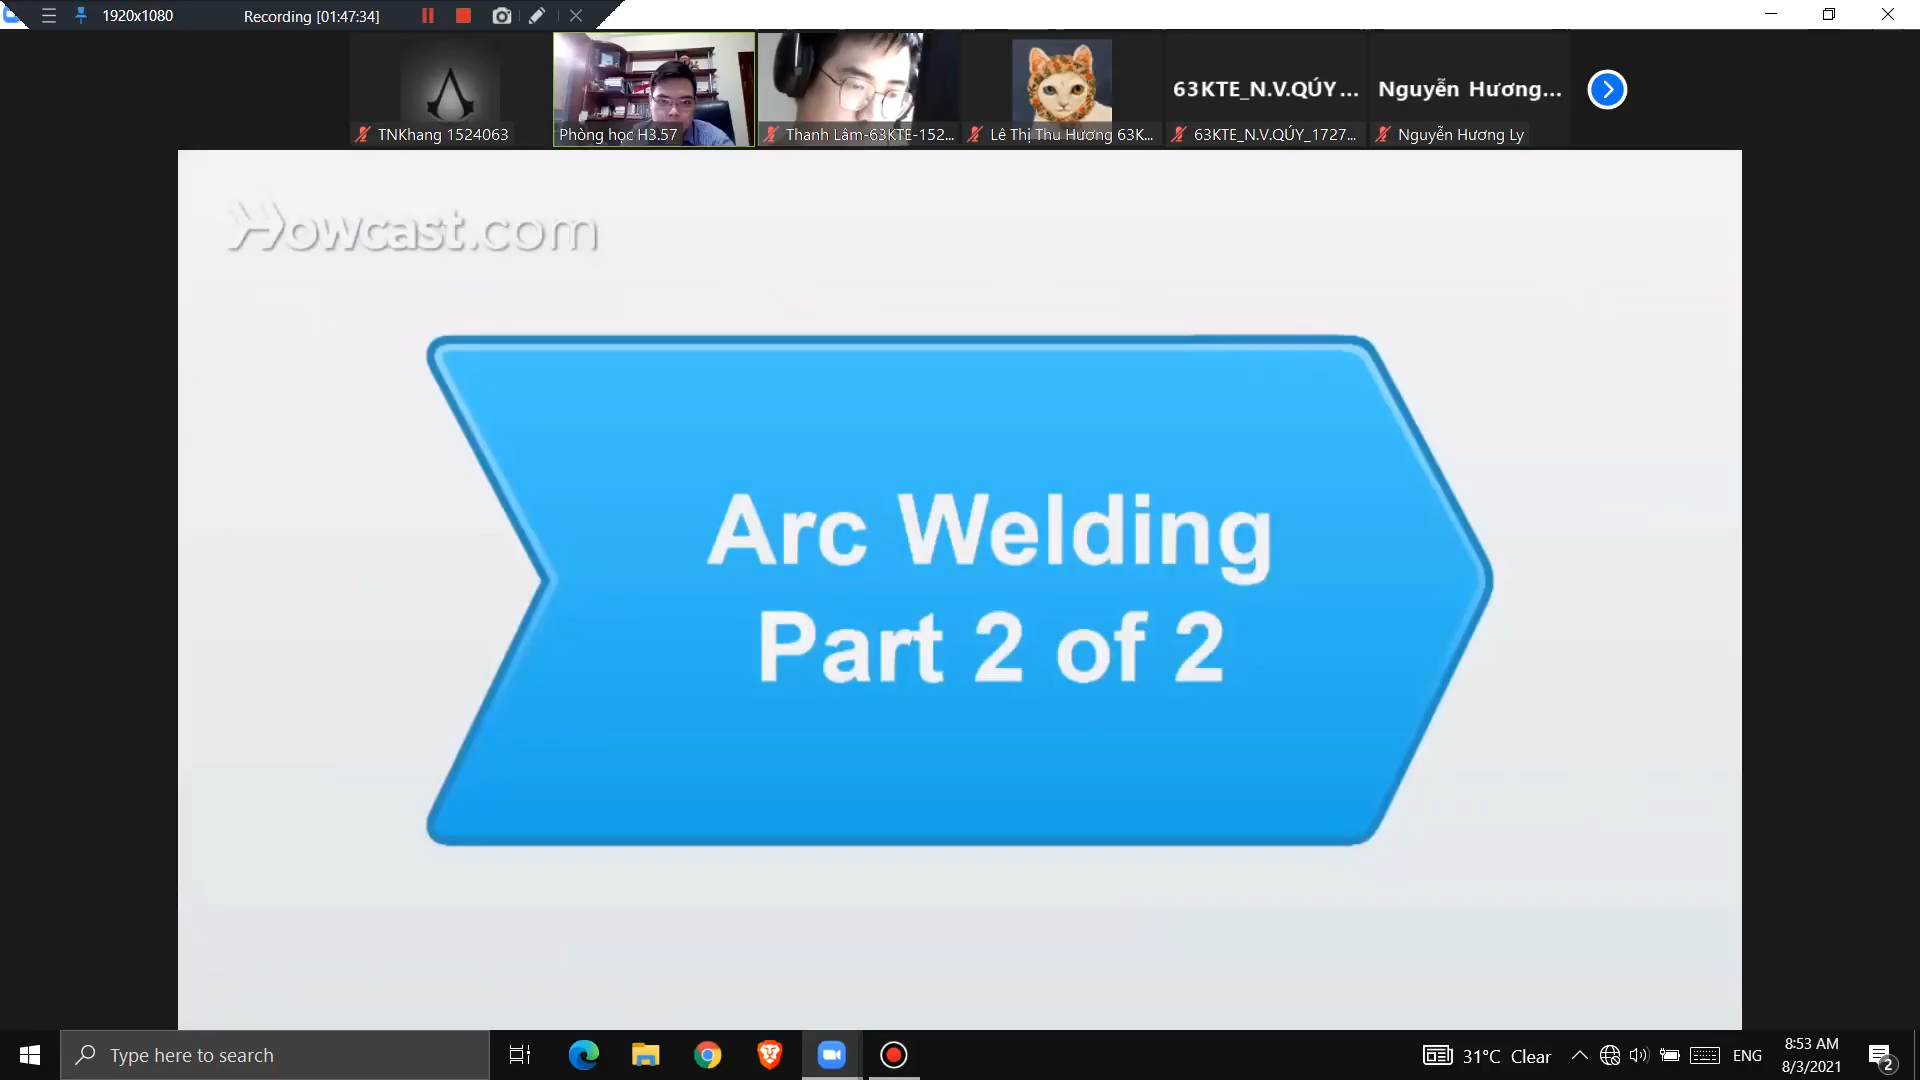 1920x1080
Recording [01:47:34]
63KTE_N.V.QÚY ...
Nguyễn Hương...
TNKhang 1524063
Phòng học H3.57
Thanh Lâm-63KTE-152...
Lê Thị Thu Hương 63K...
63KTE_N.V.QÚY_1727...
Nguyễn Hương Ly
Howcast.com
Arc Welding
Part 2 of 2
Type here to search
31°C Clear
ENG
8:53 AM
8/3/2021
2